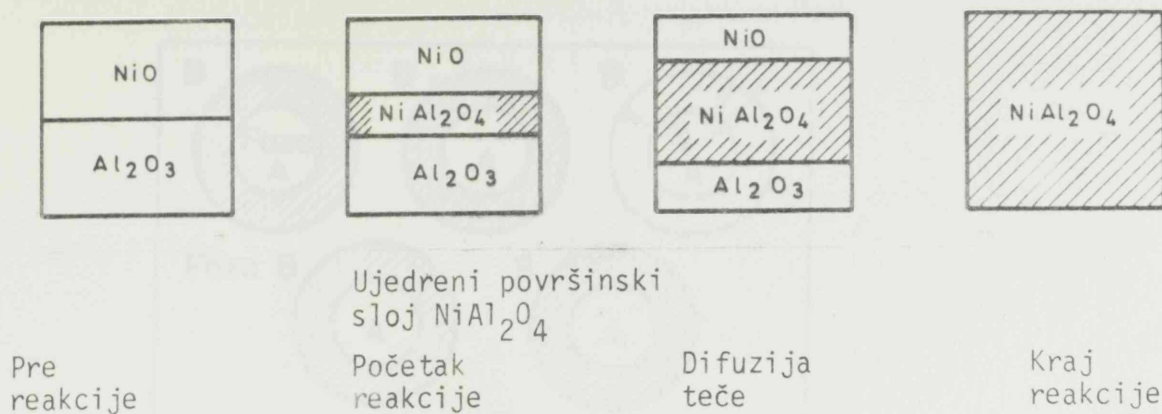 NiO
Al₂O₃
NiO
NiAl₂O₄
Al₂O₃
NiO
NiAl₂O₄
Al₂O₃
NiAl₂O₄
Ujedreni površinski
sloj NiAl₂O₄
Pre
reakcije
Početak
reakcije
Difuzija
teče
Kraj
reakcije